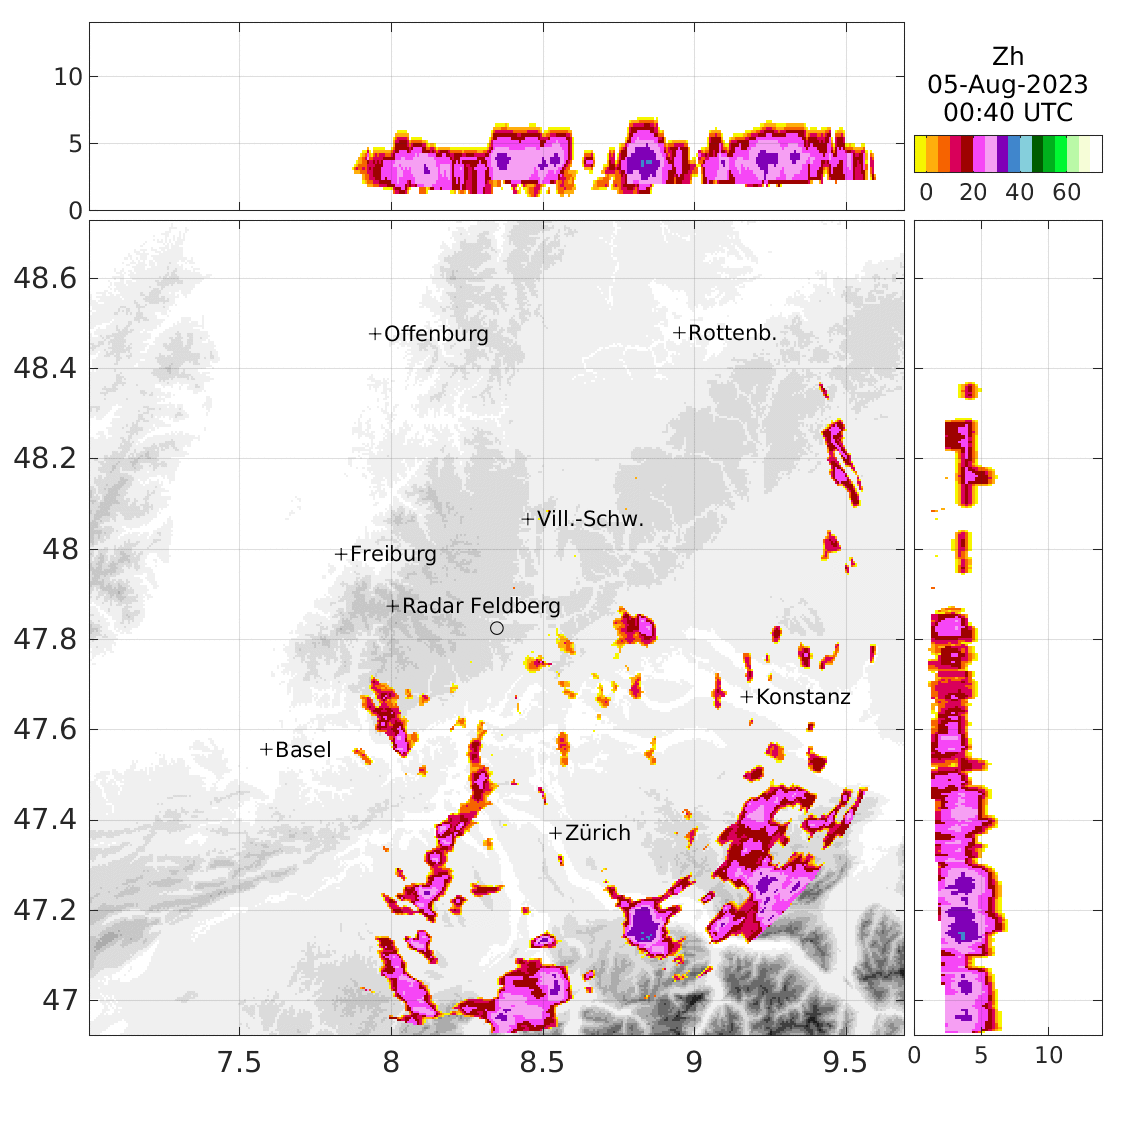 10
5
0
Zh
05-Aug-2023
00:40 UTC
0 20 40 60
48.6
48.4
48.2
48
47.8
47.6
47.4
47.2
47
+Offenburg
+Rottenb.
+Vill.-Schw.
+Freiburg
+Radar Feldberg
+Konstanz
+Basel
+Zürich
7.5 8 8.5 9 9.5
0 5 10